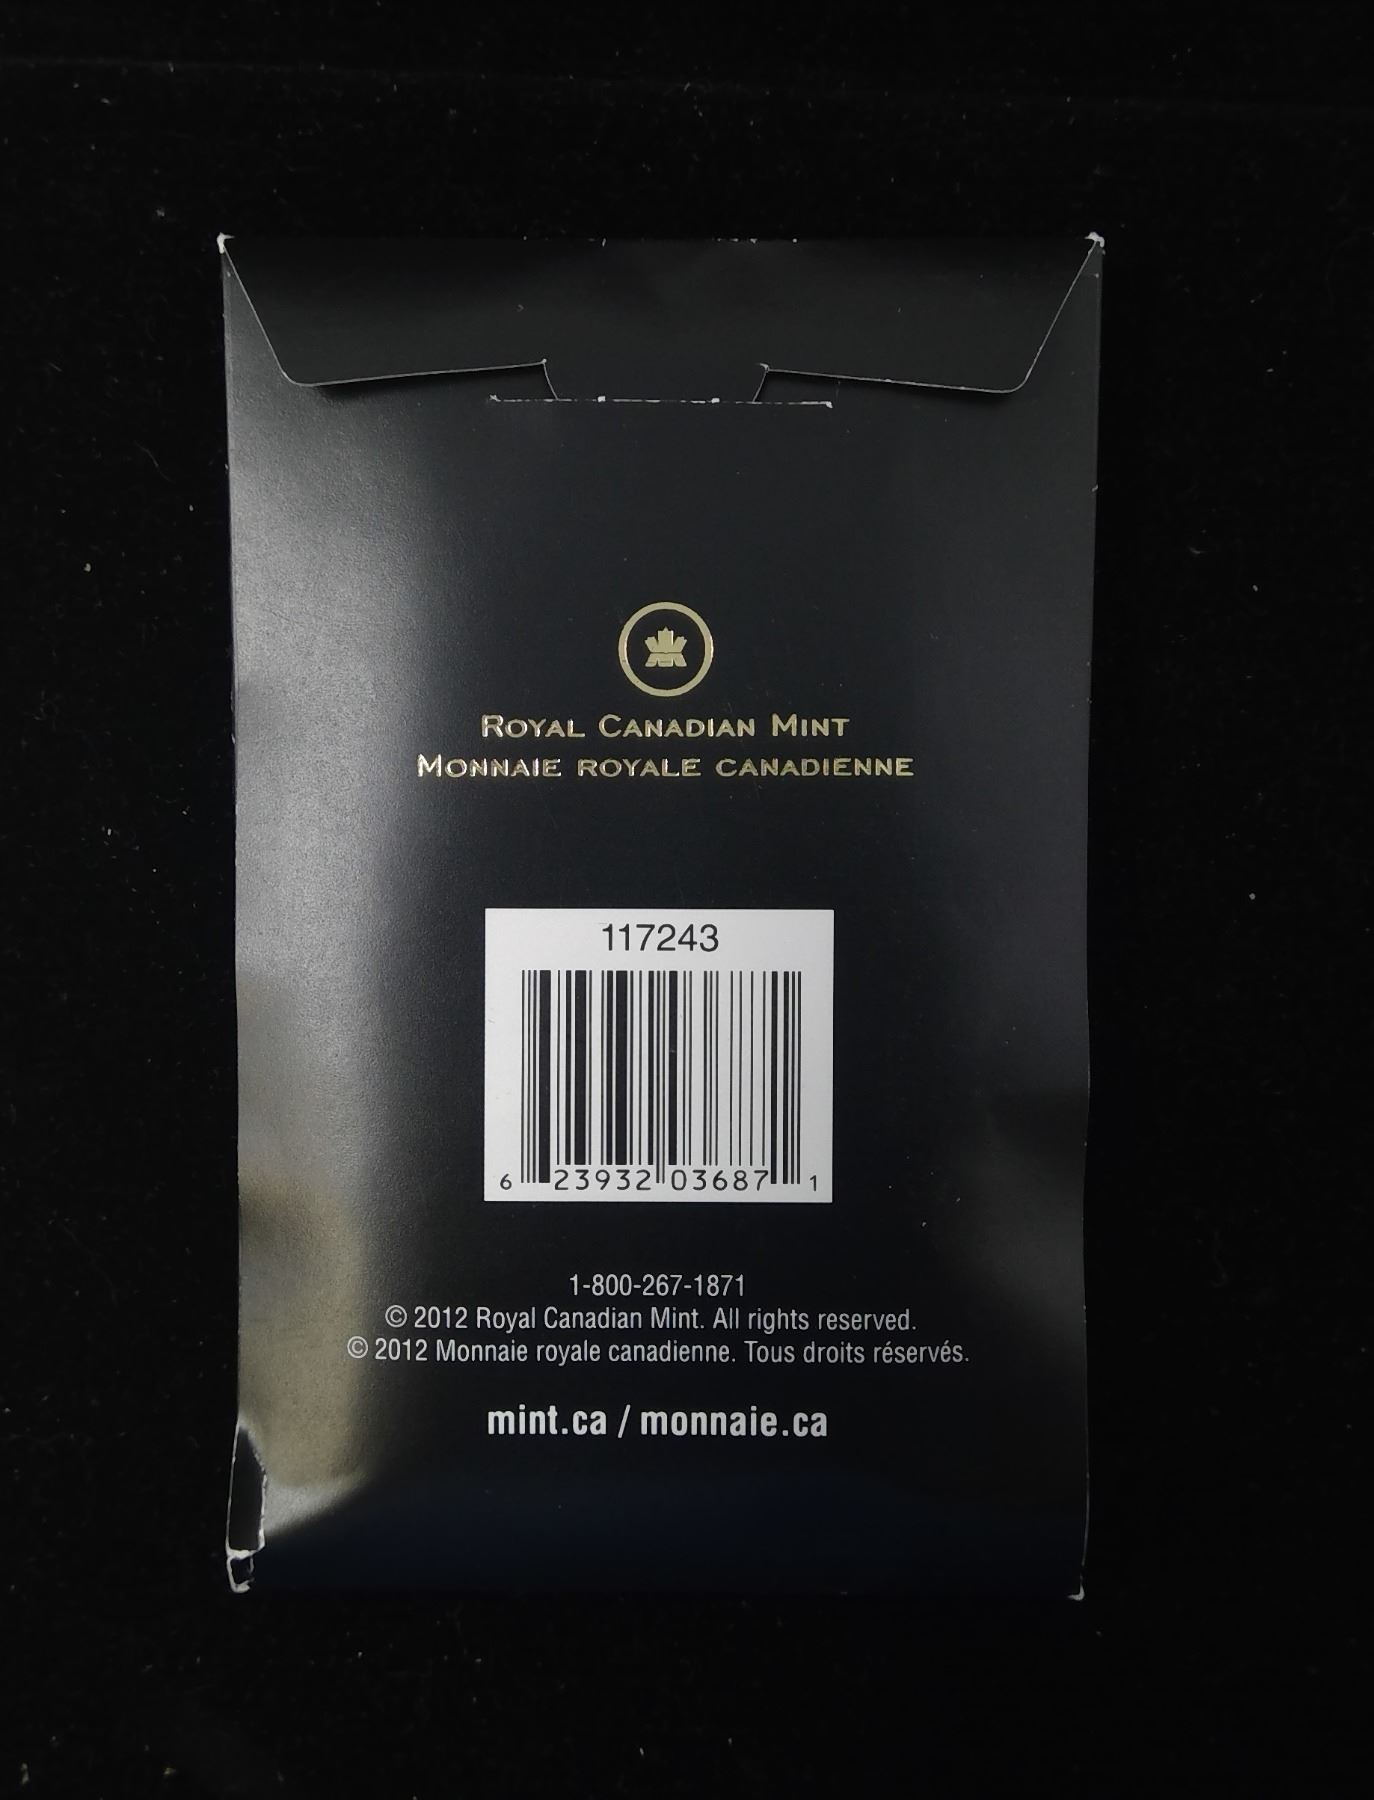 ROYAL CANADIAN MINT
MONNAIE ROYALE CANADIENNE
117243
6 23932 03687 1
1-800-267-1871
© 2012 Royal Canadian Mint. All rights reserved.
© 2012 Monnaie royale canadienne. Tous droits réservés.
mint.ca / monnaie.ca